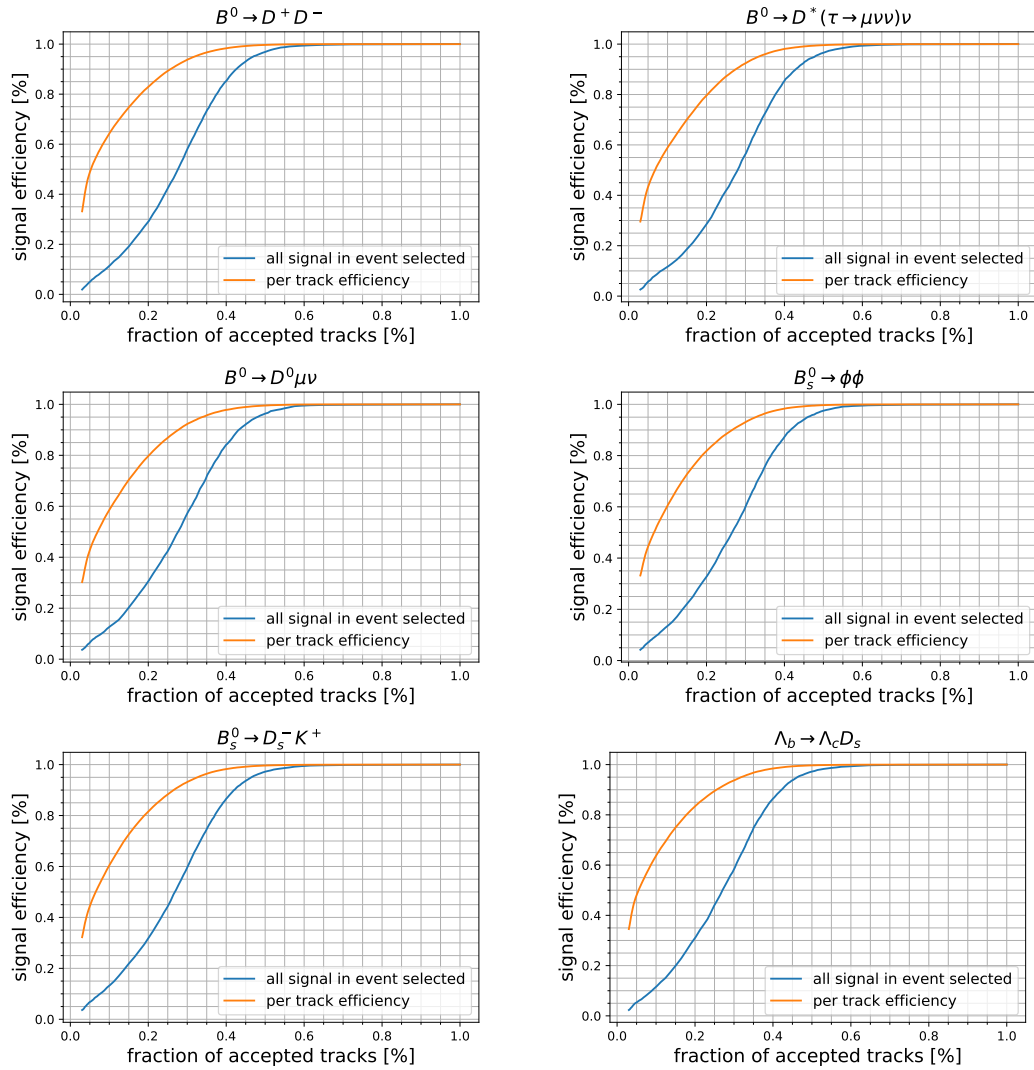 B⁰ → D⁺D⁻
signal efficiency [%]
1.0
0.8
0.6
0.4
0.2
0.0
all signal in event selected
per track efficiency
0.0 0.2 0.4 0.6 0.8 1.0
fraction of accepted tracks [%]
B⁰ → D*(τ → μνν)ν
signal efficiency [%]
1.0
0.8
0.6
0.4
0.2
0.0
all signal in event selected
per track efficiency
0.0 0.2 0.4 0.6 0.8 1.0
fraction of accepted tracks [%]
B⁰ → D⁰μν
signal efficiency [%]
1.0
0.8
0.6
0.4
0.2
0.0
all signal in event selected
per track efficiency
0.0 0.2 0.4 0.6 0.8 1.0
fraction of accepted tracks [%]
B⁰ₛ → ϕϕ
signal efficiency [%]
1.0
0.8
0.6
0.4
0.2
0.0
all signal in event selected
per track efficiency
0.0 0.2 0.4 0.6 0.8 1.0
fraction of accepted tracks [%]
B⁰ₛ → Dₛ⁻K⁺
signal efficiency [%]
1.0
0.8
0.6
0.4
0.2
0.0
all signal in event selected
per track efficiency
0.0 0.2 0.4 0.6 0.8 1.0
fraction of accepted tracks [%]
Λ_b → Λ_cD_s
signal efficiency [%]
1.0
0.8
0.6
0.4
0.2
0.0
all signal in event selected
per track efficiency
0.0 0.2 0.4 0.6 0.8 1.0
fraction of accepted tracks [%]